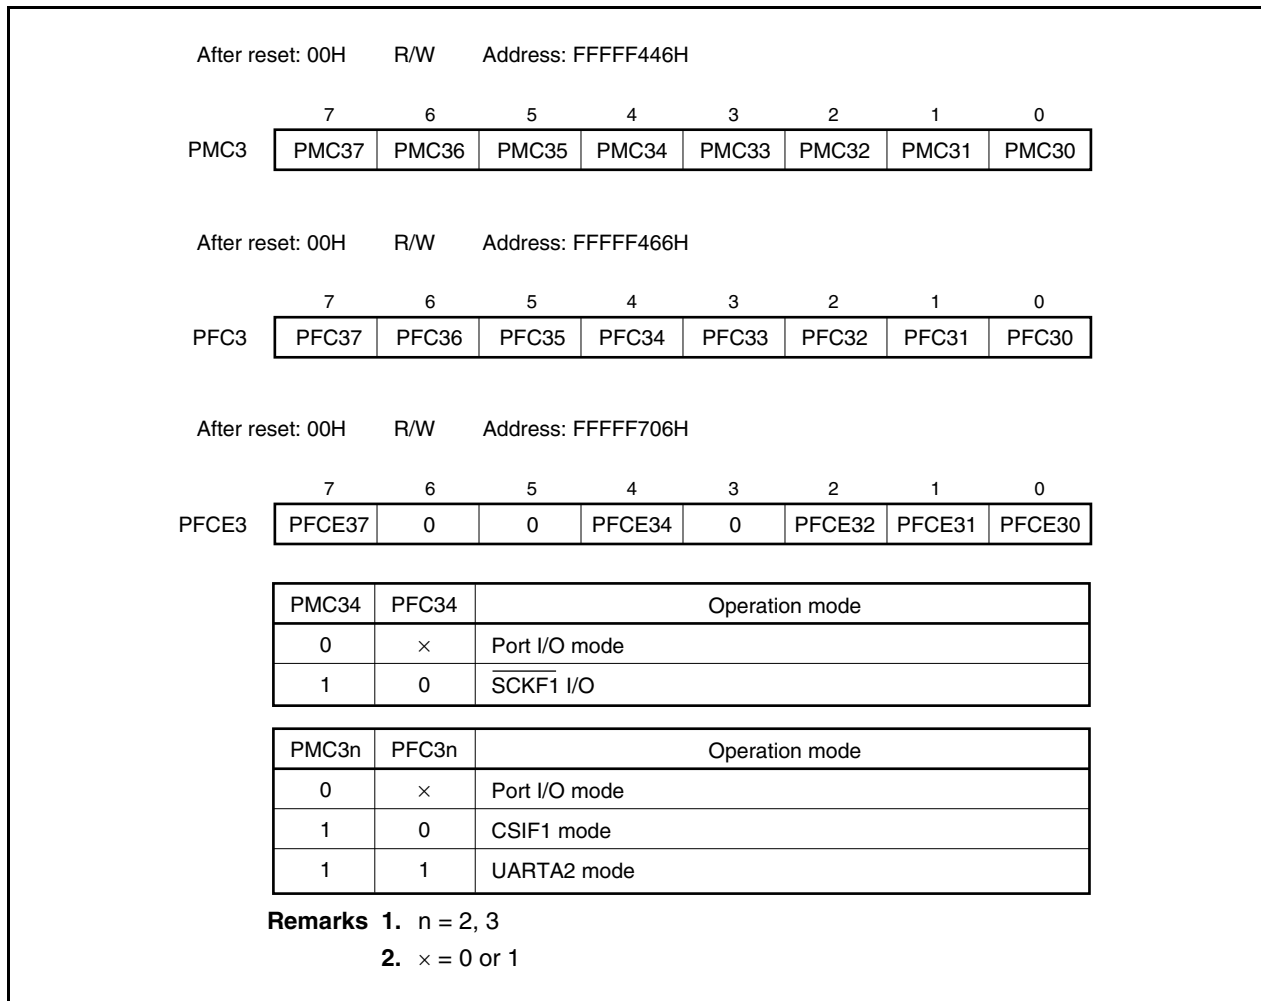 After reset: 00H R/W Address: FFFFF446H
7 6 5 4 3 2 1 0
PMC3 PMC37 PMC36 PMC35 PMC34 PMC33 PMC32 PMC31 PMC30
After reset: 00H R/W Address: FFFFF466H
7 6 5 4 3 2 1 0
PFC3 PFC37 PFC36 PFC35 PFC34 PFC33 PFC32 PFC31 PFC30
After reset: 00H R/W Address: FFFFF706H
7 6 5 4 3 2 1 0
PFCE3 PFCE37 0 0 PFCE34 0 PFCE32 PFCE31 PFCE30
PMC34 PFC34 Operation mode
0 × Port I/O mode
1 0 S̅C̅K̅F̅1̅ I/O
PMC3n PFC3n Operation mode
0 × Port I/O mode
1 0 CSIF1 mode
1 1 UARTA2 mode
Remarks 1. n = 2, 3
2. × = 0 or 1